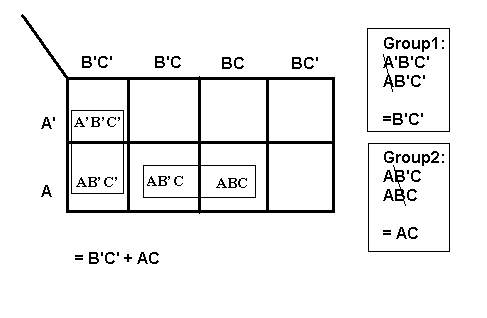 B'C' B'C BC BC'
A' A'B'C'
A AB'C' AB'C ABC
= B'C' + AC
Group1:
A'B'C'
AB'C'
=B'C'
Group2:
AB'C
ABC
= AC